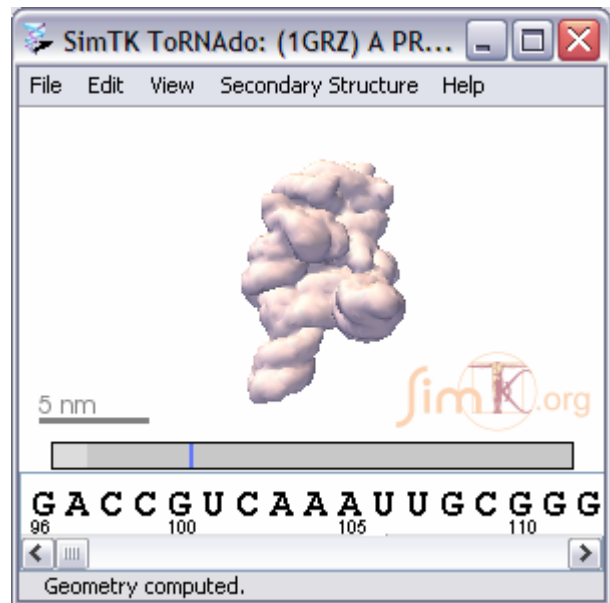 SimTK ToRNAdo: (1GRZ) A PR...
File Edit View Secondary Structure Help
5 nm
SimTK.org
G A C C G U C A A A U U G C G G G
96 100 105 110
Geometry computed.